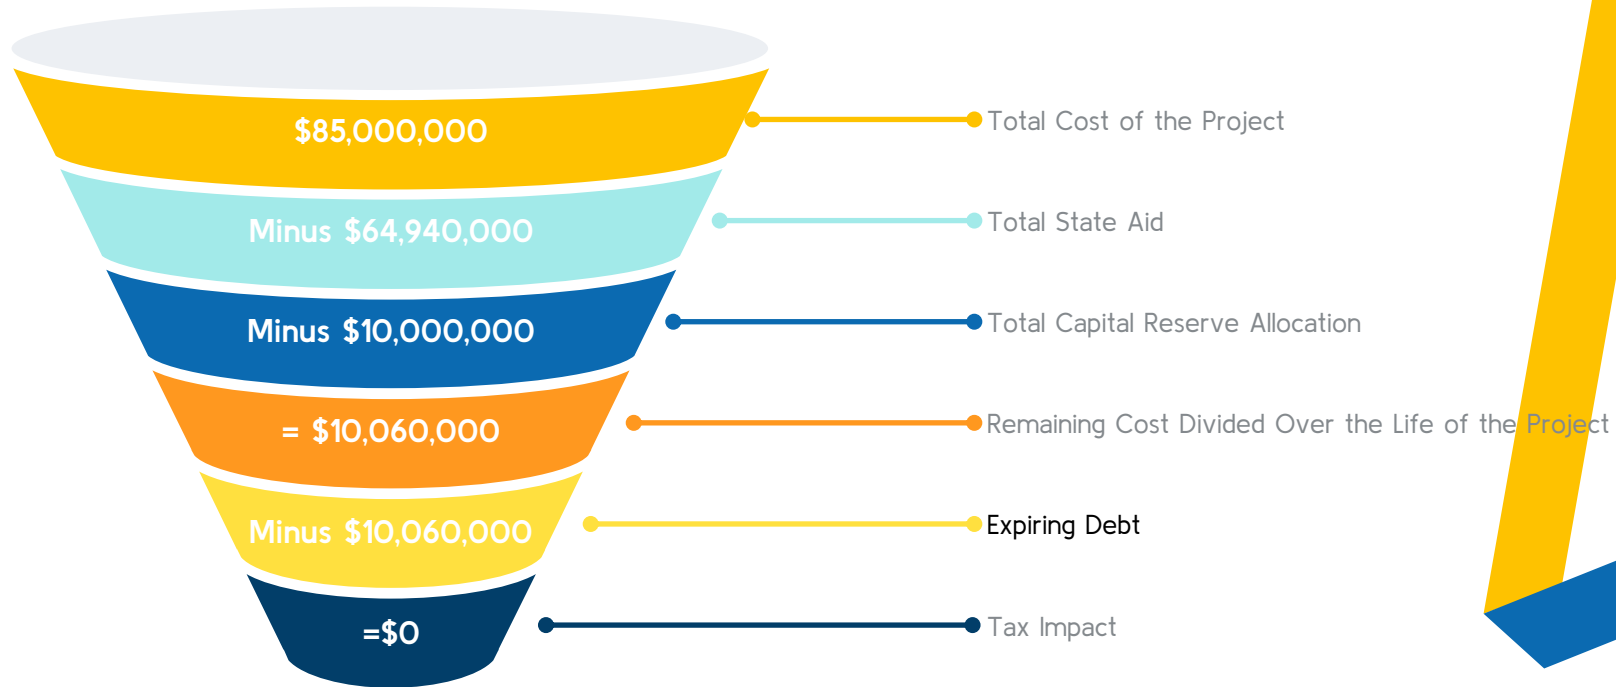 $85,000,000
Total Cost of the Project
Minus $64,940,000
Total State Aid
Minus $10,000,000
Total Capital Reserve Allocation
= $10,060,000
Remaining Cost Divided Over the Life of the Project
Minus $10,060,000
Expiring Debt
=$0
Tax Impact